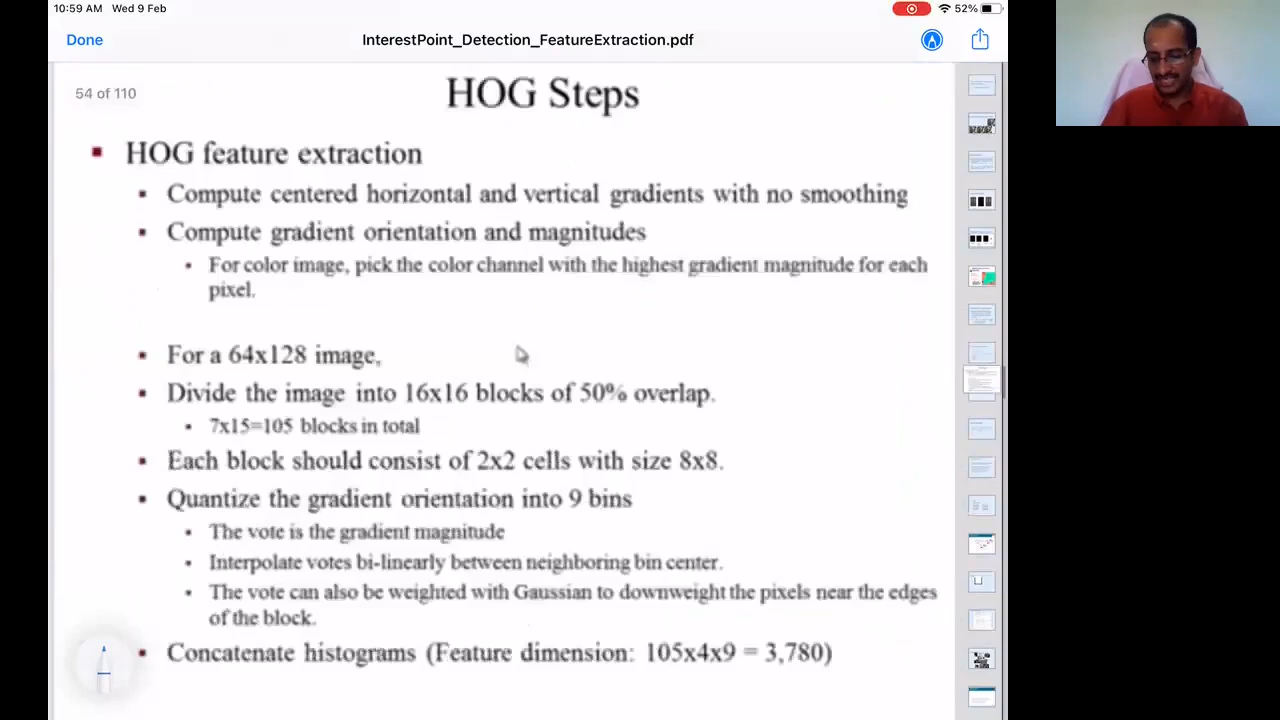 10:59 AM Wed 9 Feb
52%
Done
InterestPoint_Detection_FeatureExtraction.pdf
54 of 110
HOG Steps
HOG feature extraction
Compute centered horizontal and vertical gradients with no smoothing
Compute gradient orientation and magnitudes
For color image, pick the color channel with the highest gradient magnitude for each
pixel.
For a 64x128 image,
Divide the image into 16x16 blocks of 50% overlap.
7x15=105 blocks in total
Each block should consist of 2x2 cells with size 8x8.
Quantize the gradient orientation into 9 bins
The vote is the gradient magnitude
Interpolate votes bi-linearly between neighboring bin center.
The vote can also be weighted with Gaussian to downweight the pixels near the edges
of the block.
Concatenate histograms (Feature dimension: 105x4x9 = 3,780)